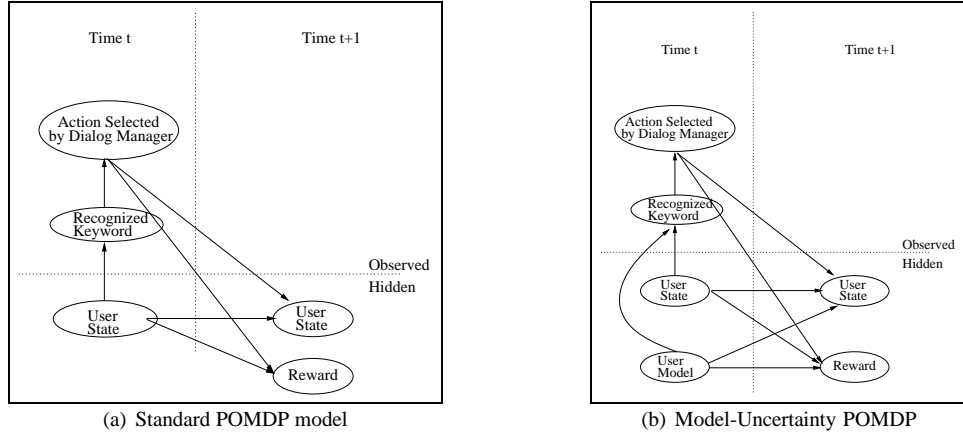 Time t
Time t+1
Action Selected
by Dialog Manager
Recognized
Keyword
Observed
Hidden
User
State
User
State
Reward
(a) Standard POMDP model
Time t
Time t+1
Action Selected
by Dialog Manager
Recognized
Keyword
Observed
Hidden
User
State
User
State
User
Model
Reward
(b) Model-Uncertainty POMDP